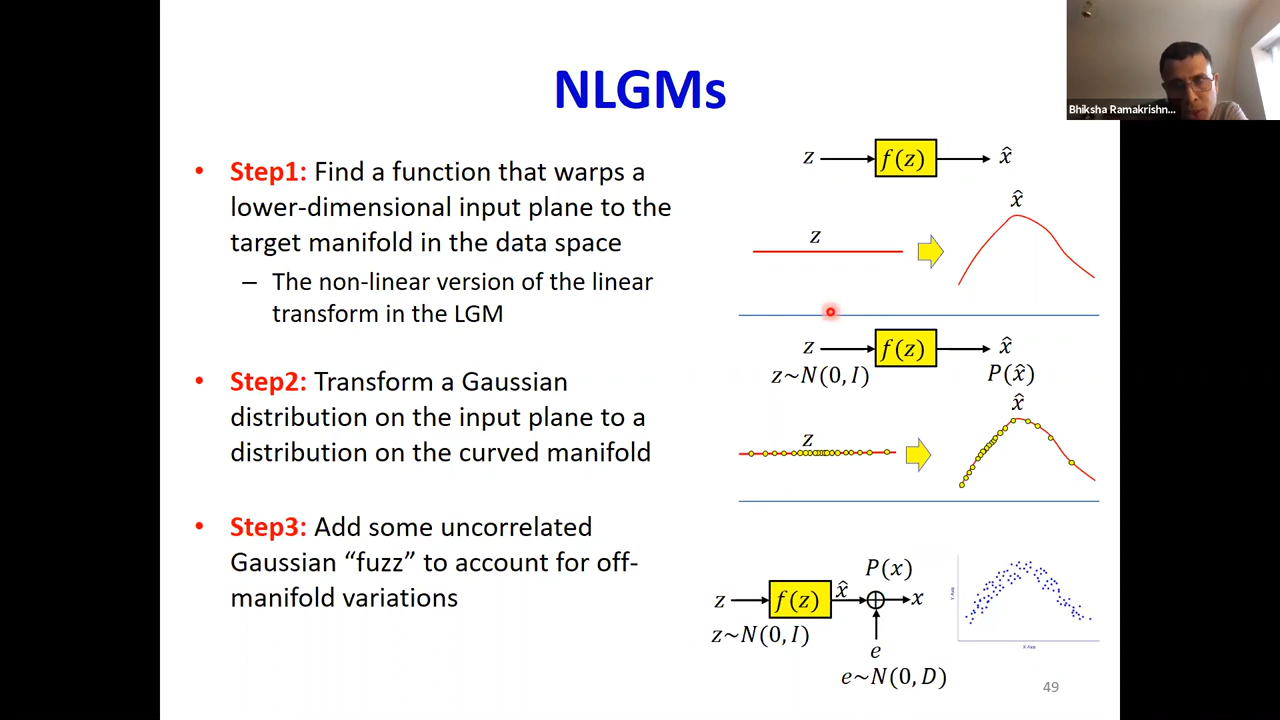 NLGMs
Bhiksha Ramakrishn...
• Step1: Find a function that warps a
lower-dimensional input plane to the
target manifold in the data space
– The non-linear version of the linear
transform in the LGM
• Step2: Transform a Gaussian
distribution on the input plane to a
distribution on the curved manifold
• Step3: Add some uncorrelated
Gaussian “fuzz” to account for off-
manifold variations
z f(z) x̂
z x̂
z f(z) x̂
z~N(0, I) P(x̂)
z x̂
P(x)
z f(z) x̂ x
z~N(0, I)
e
e~N(0, D)
Y Axis
X Axis
49